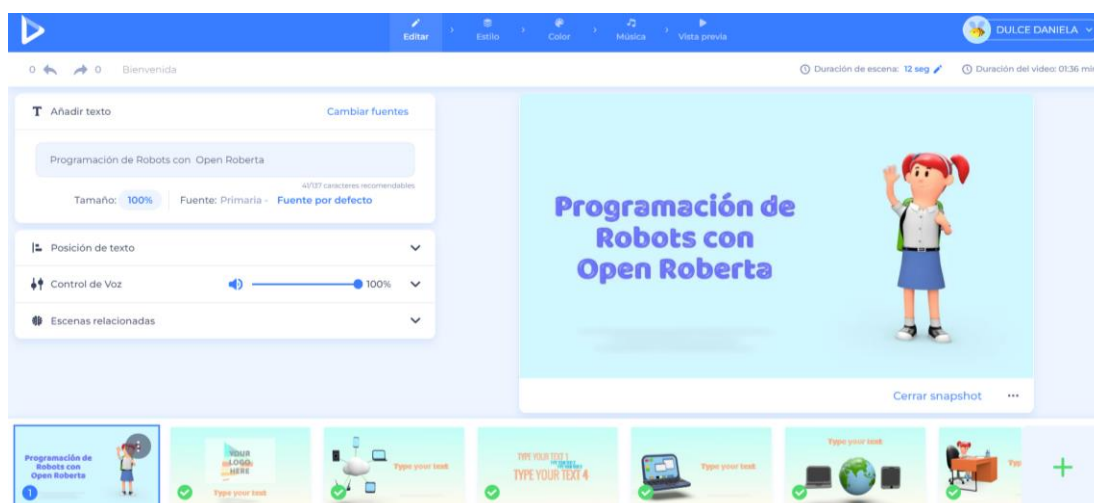 Editar
Estilo
Color
Música
Vista previa
DULCE DANIELA
0
0
Bienvenida
Duración de escena: 12 seg
Duración del video: 01:36 min
T Añadir texto
Cambiar fuentes
Programación de Robots con Open Roberta
41/137 caracteres recomendables
Tamaño: 100%
Fuente: Primaria - Fuente por defecto
Posición de texto
Control de Voz
100%
Escenas relacionadas
Programación de
Robots con
Open Roberta
Cerrar snapshot
Programación de
Robots con
Open Roberta
1
YOUR
LOGO
HERE
Type your text
Type your text
TYPE YOUR TEXT 1
TYPE YOUR TEXT 4
Type your text
Type your text
Typ